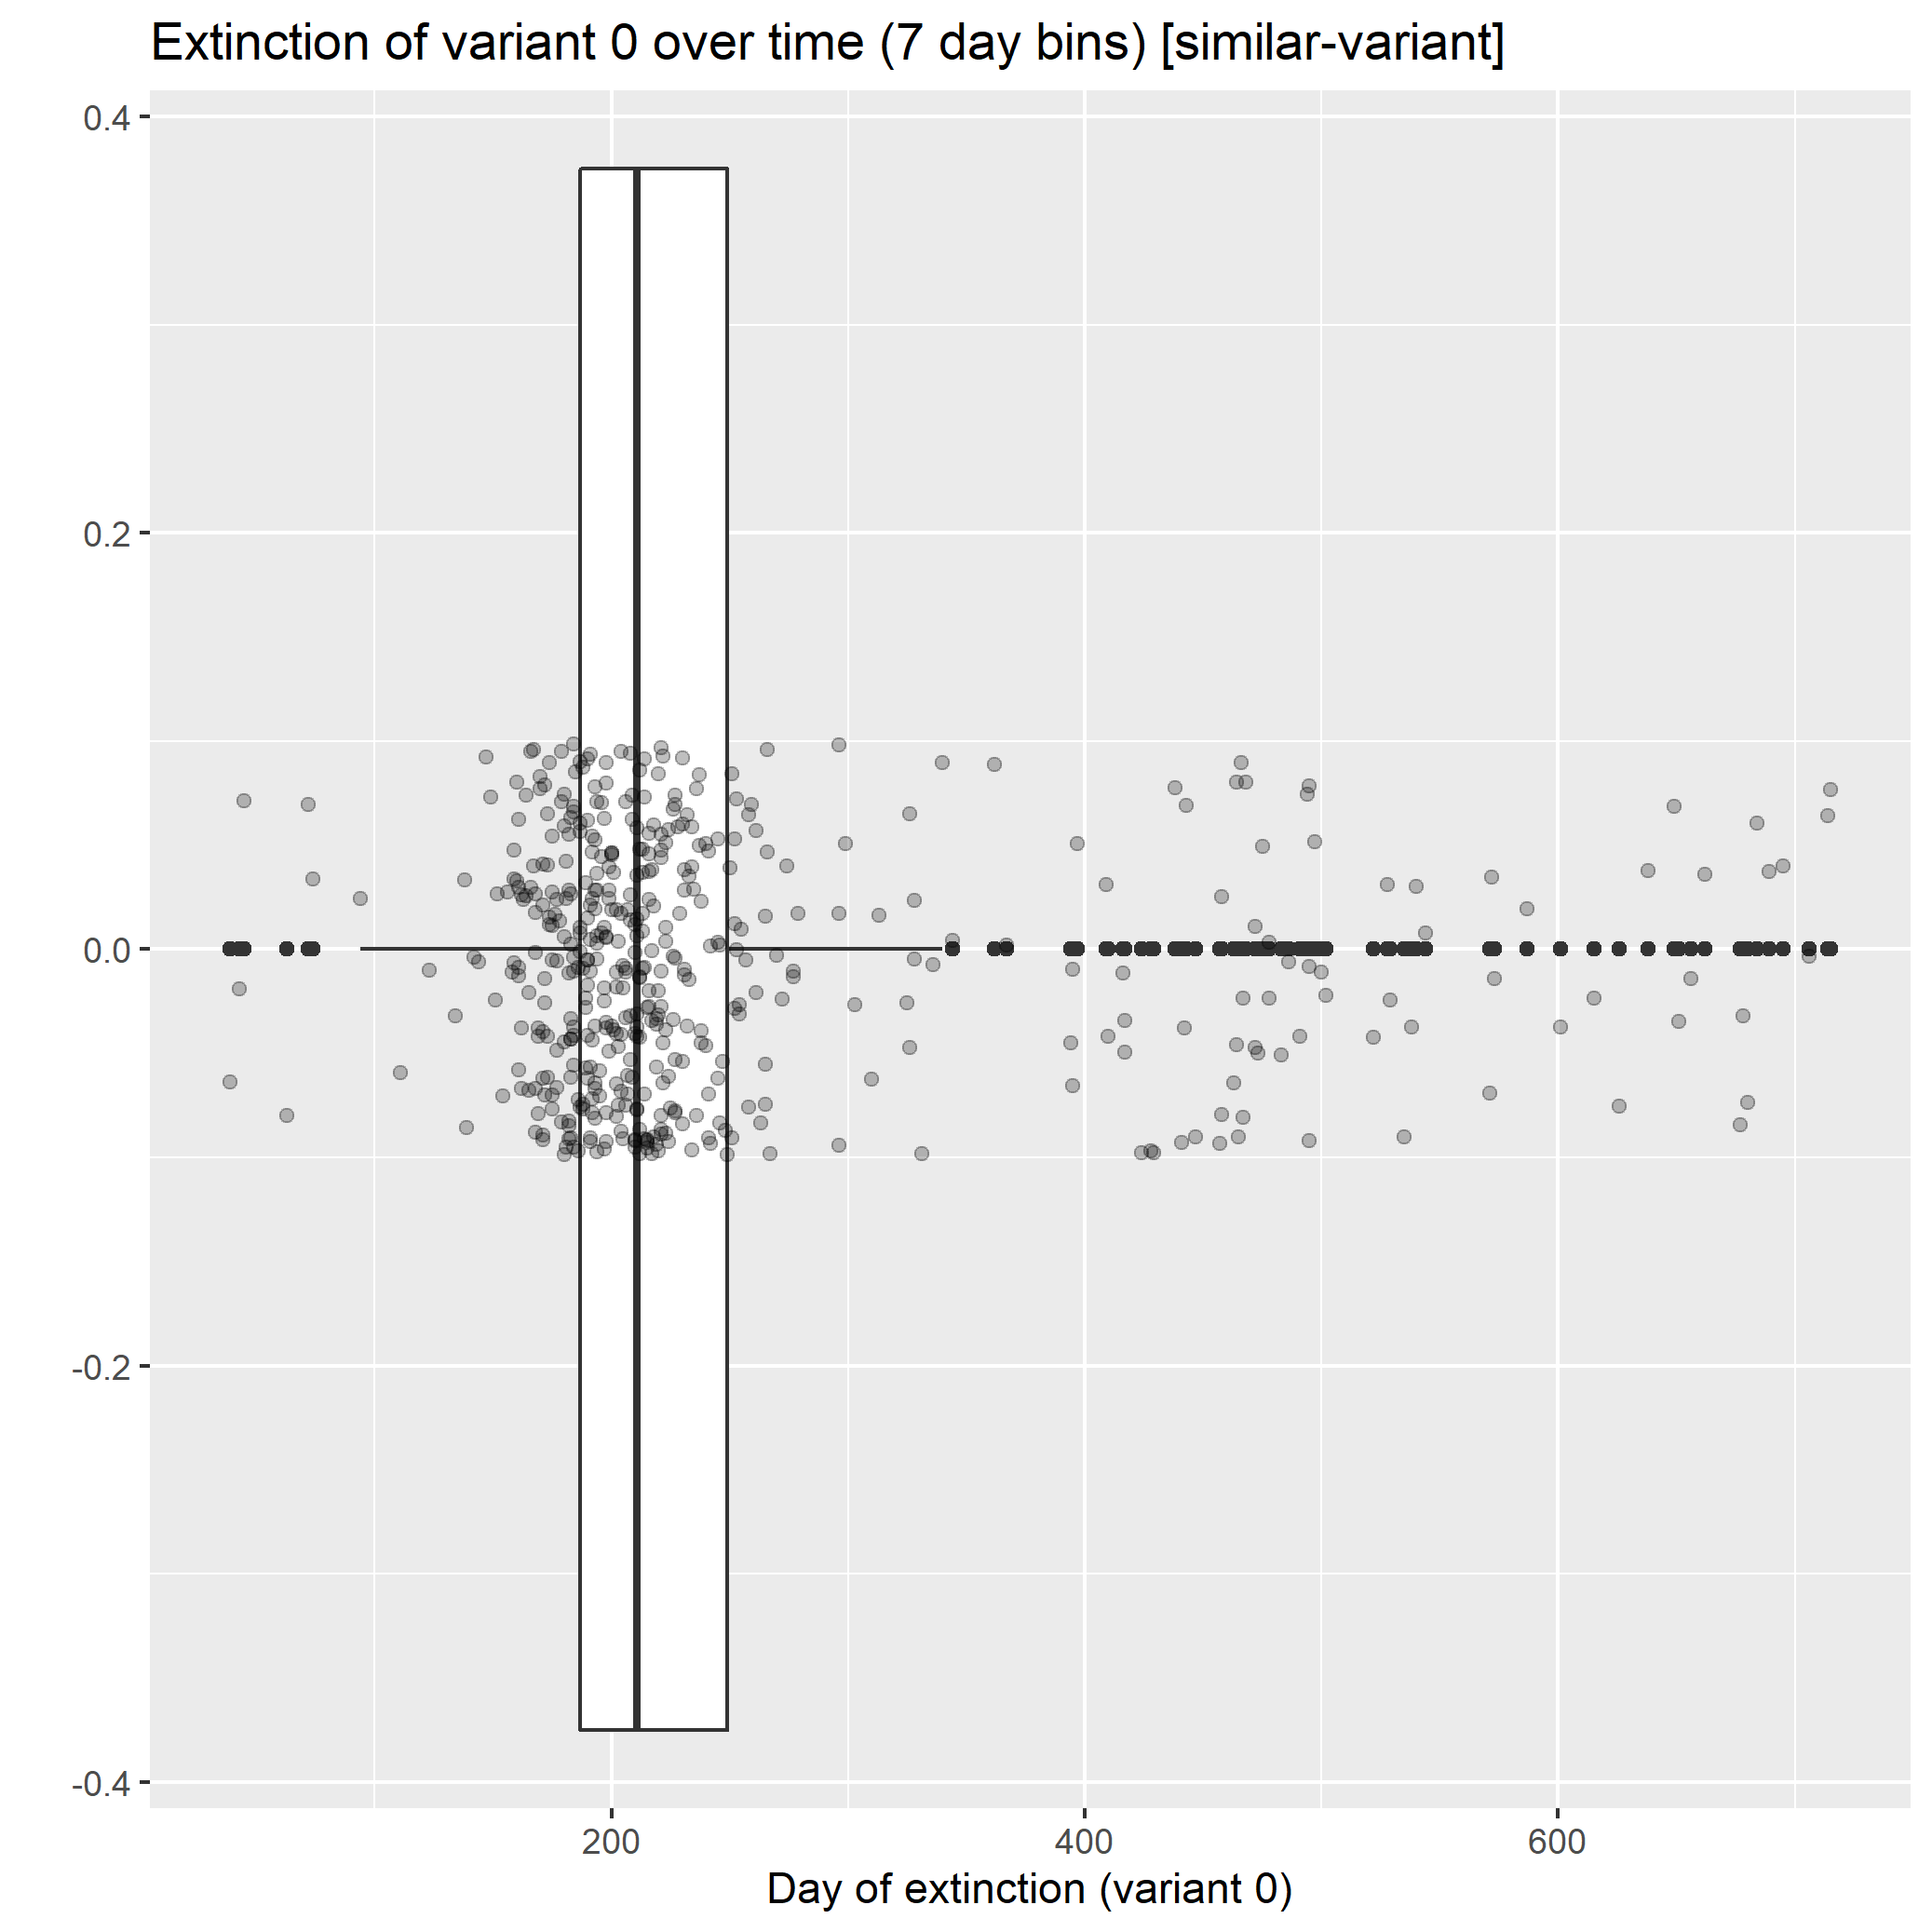 Extinction of variant 0 over time (7 day bins) [similar-variant]
0.4
0.2
0.0
-0.2
-0.4
200 400 600
Day of extinction (variant 0)